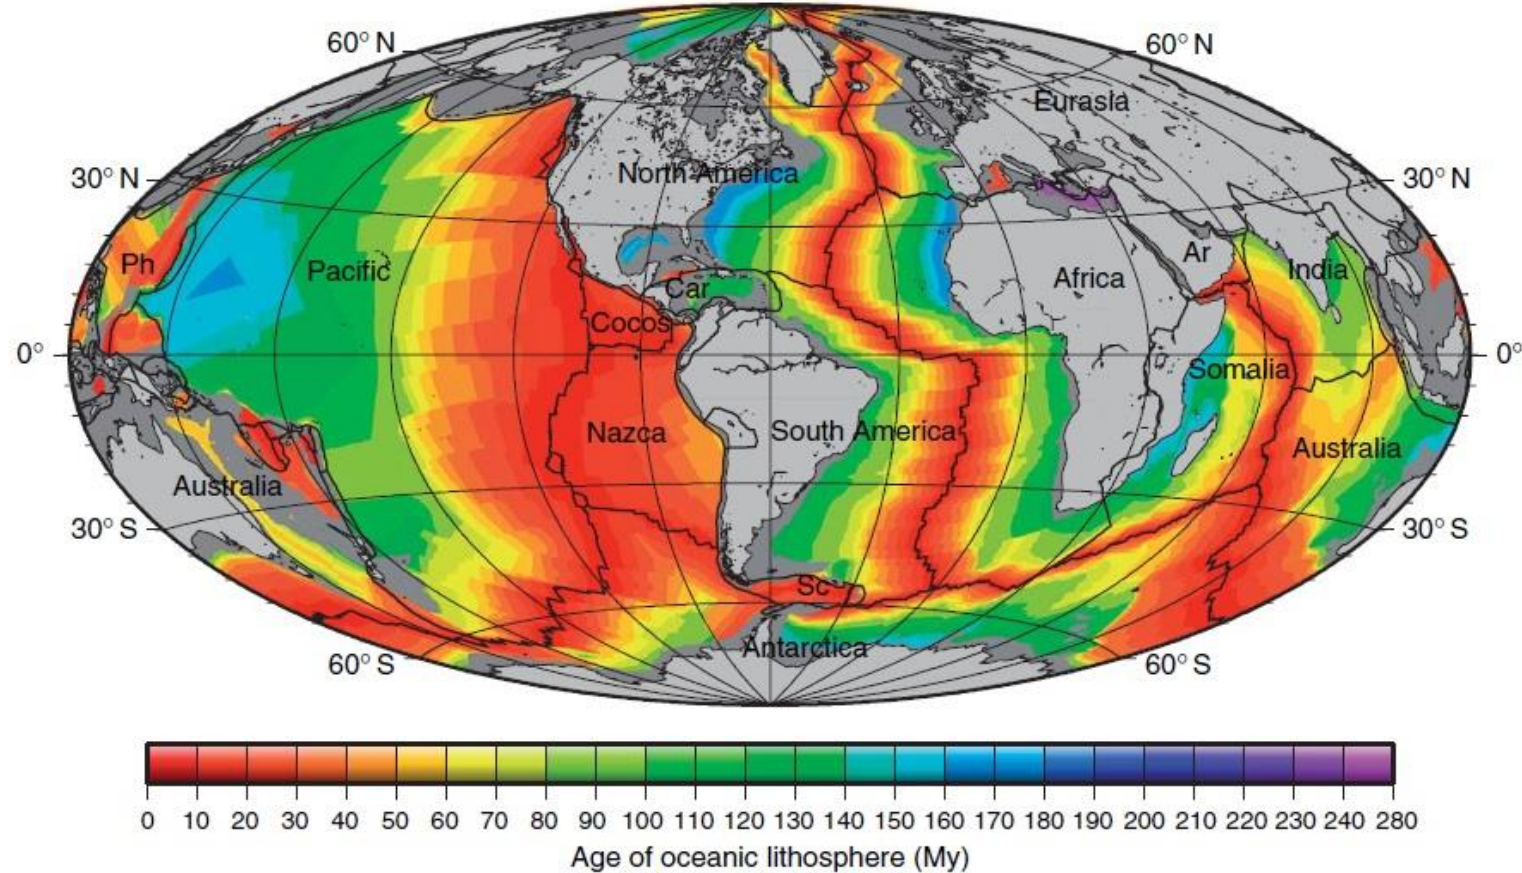 60° N
60° N
Eurasia
30° N
North America
30° N
Ph
Pacific
Ar
India
Africa
Car
Cocos
0°
0°
Somalia
Nazca
South America
Australia
Australia
30° S
30° S
Sc
Antarctica
60° S
60° S
0 10 20 30 40 50 60 70 80 90 100 110 120 130 140 150 160 170 180 190 200 210 220 230 240 280
Age of oceanic lithosphere (My)